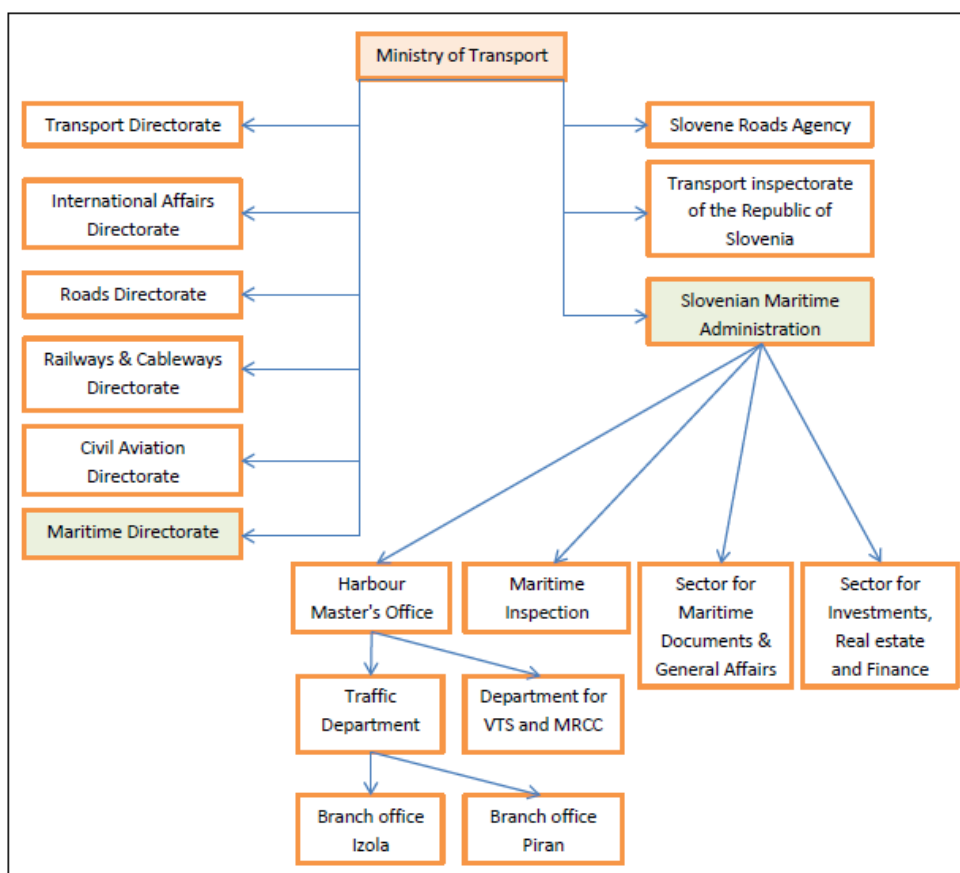 Ministry of Transport
Transport Directorate
International Affairs
Directorate
Roads Directorate
Railways & Cableways
Directorate
Civil Aviation
Directorate
Maritime Directorate
Slovene Roads Agency
Transport inspectorate
of the Republic of
Slovenia
Slovenian Maritime
Administration
Harbour
Master's Office
Maritime
Inspection
Sector for
Maritime
Documents &
General Affairs
Sector for
Investments,
Real estate
and Finance
Traffic
Department
Department for
VTS and MRCC
Branch office
Izola
Branch office
Piran